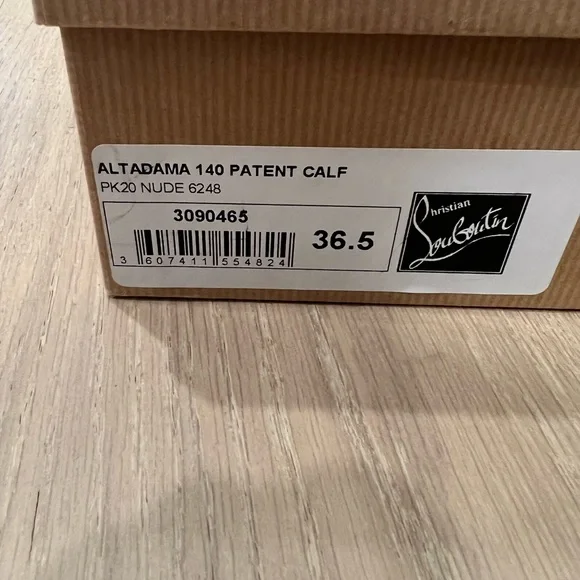 ALTADAMA 140 PATENT CALF
PK20 NUDE 6248
3090465
36.5
3 607411 554824
Christian
Louboutin